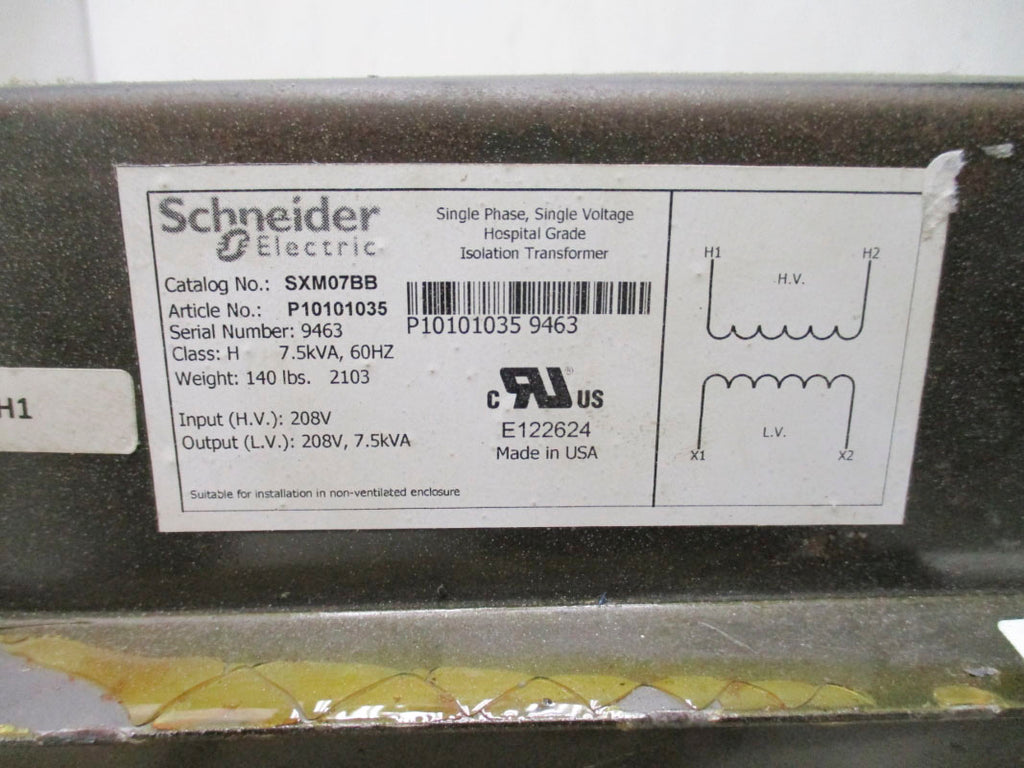 Schneider
Electric
Single Phase, Single Voltage
Hospital Grade
Isolation Transformer
Catalog No.: SXM07BB
Article No.: P10101035
Serial Number: 9463
Class: H 7.5kVA, 60HZ
Weight: 140 lbs. 2103
P10101035 9463
Input (H.V.): 208V
Output (L.V.): 208V, 7.5kVA
c RU US
®
E122624
Made in USA
Suitable for installation in non-ventilated enclosure
H1 H2
H.V.
L.V.
X1 X2
H1